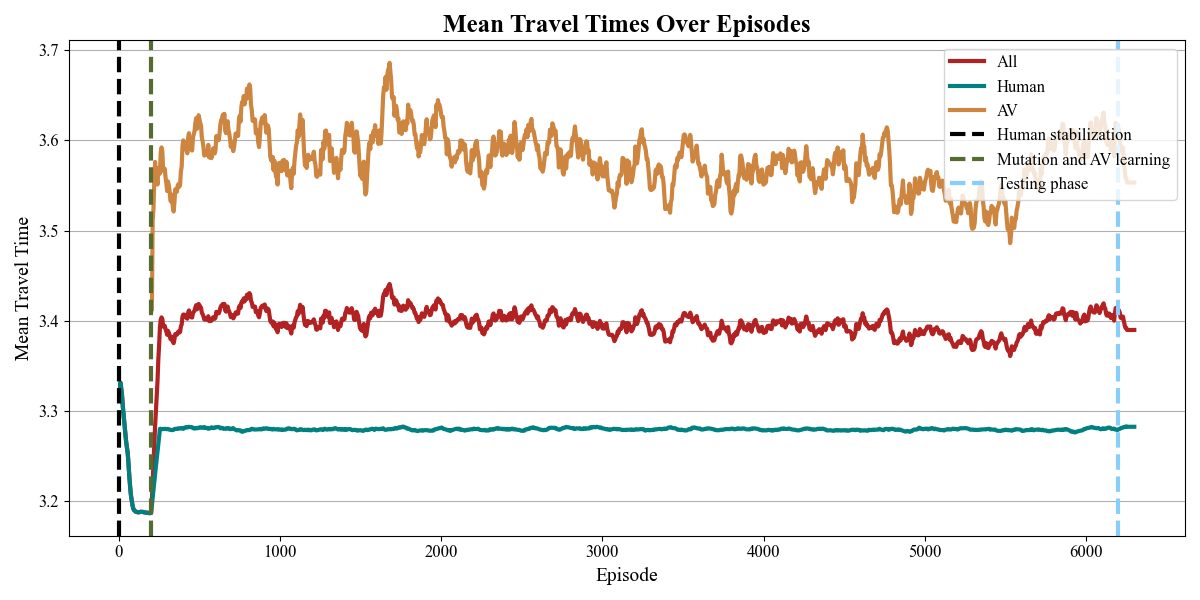 Mean Travel Times Over Episodes
Mean Travel Time
3.7
3.6
3.5
3.4
3.3
3.2
All
Human
AV
Human stabilization
Mutation and AV learning
Testing phase
0
1000
2000
3000
4000
5000
6000
Episode